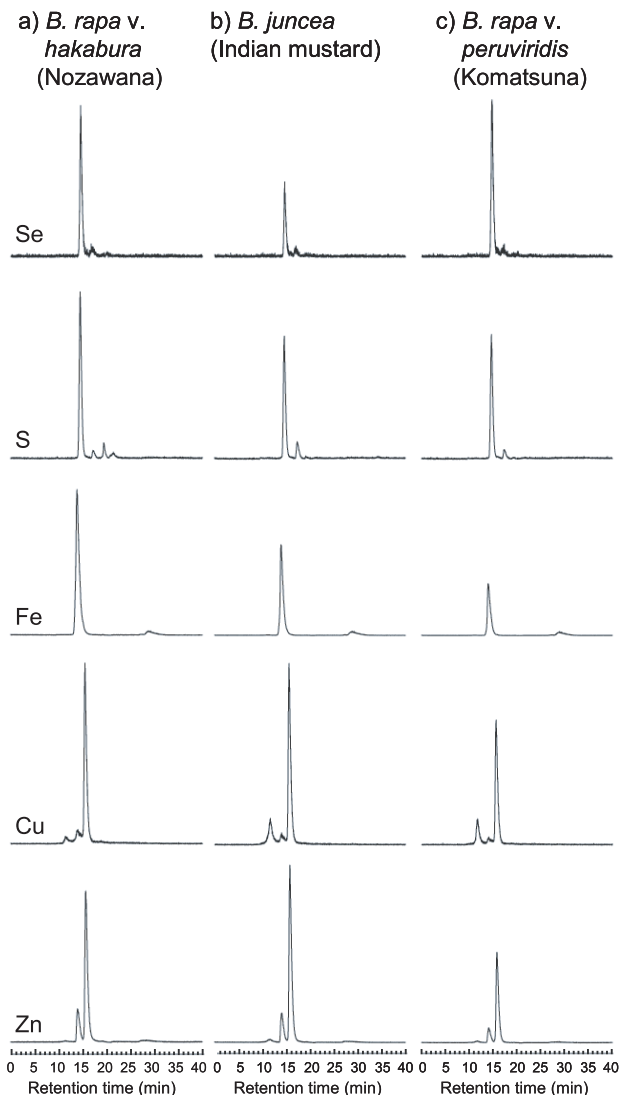 a) B. rapa v.
hakabura
(Nozawana)
b) B. juncea
(Indian mustard)
c) B. rapa v.
peruviridis
(Komatsuna)
Se
S
Fe
Cu
Zn
0 5 10 15 20 25 30 35 40
Retention time (min)
0 5 10 15 20 25 30 35 40
Retention time (min)
0 5 10 15 20 25 30 35 40
Retention time (min)